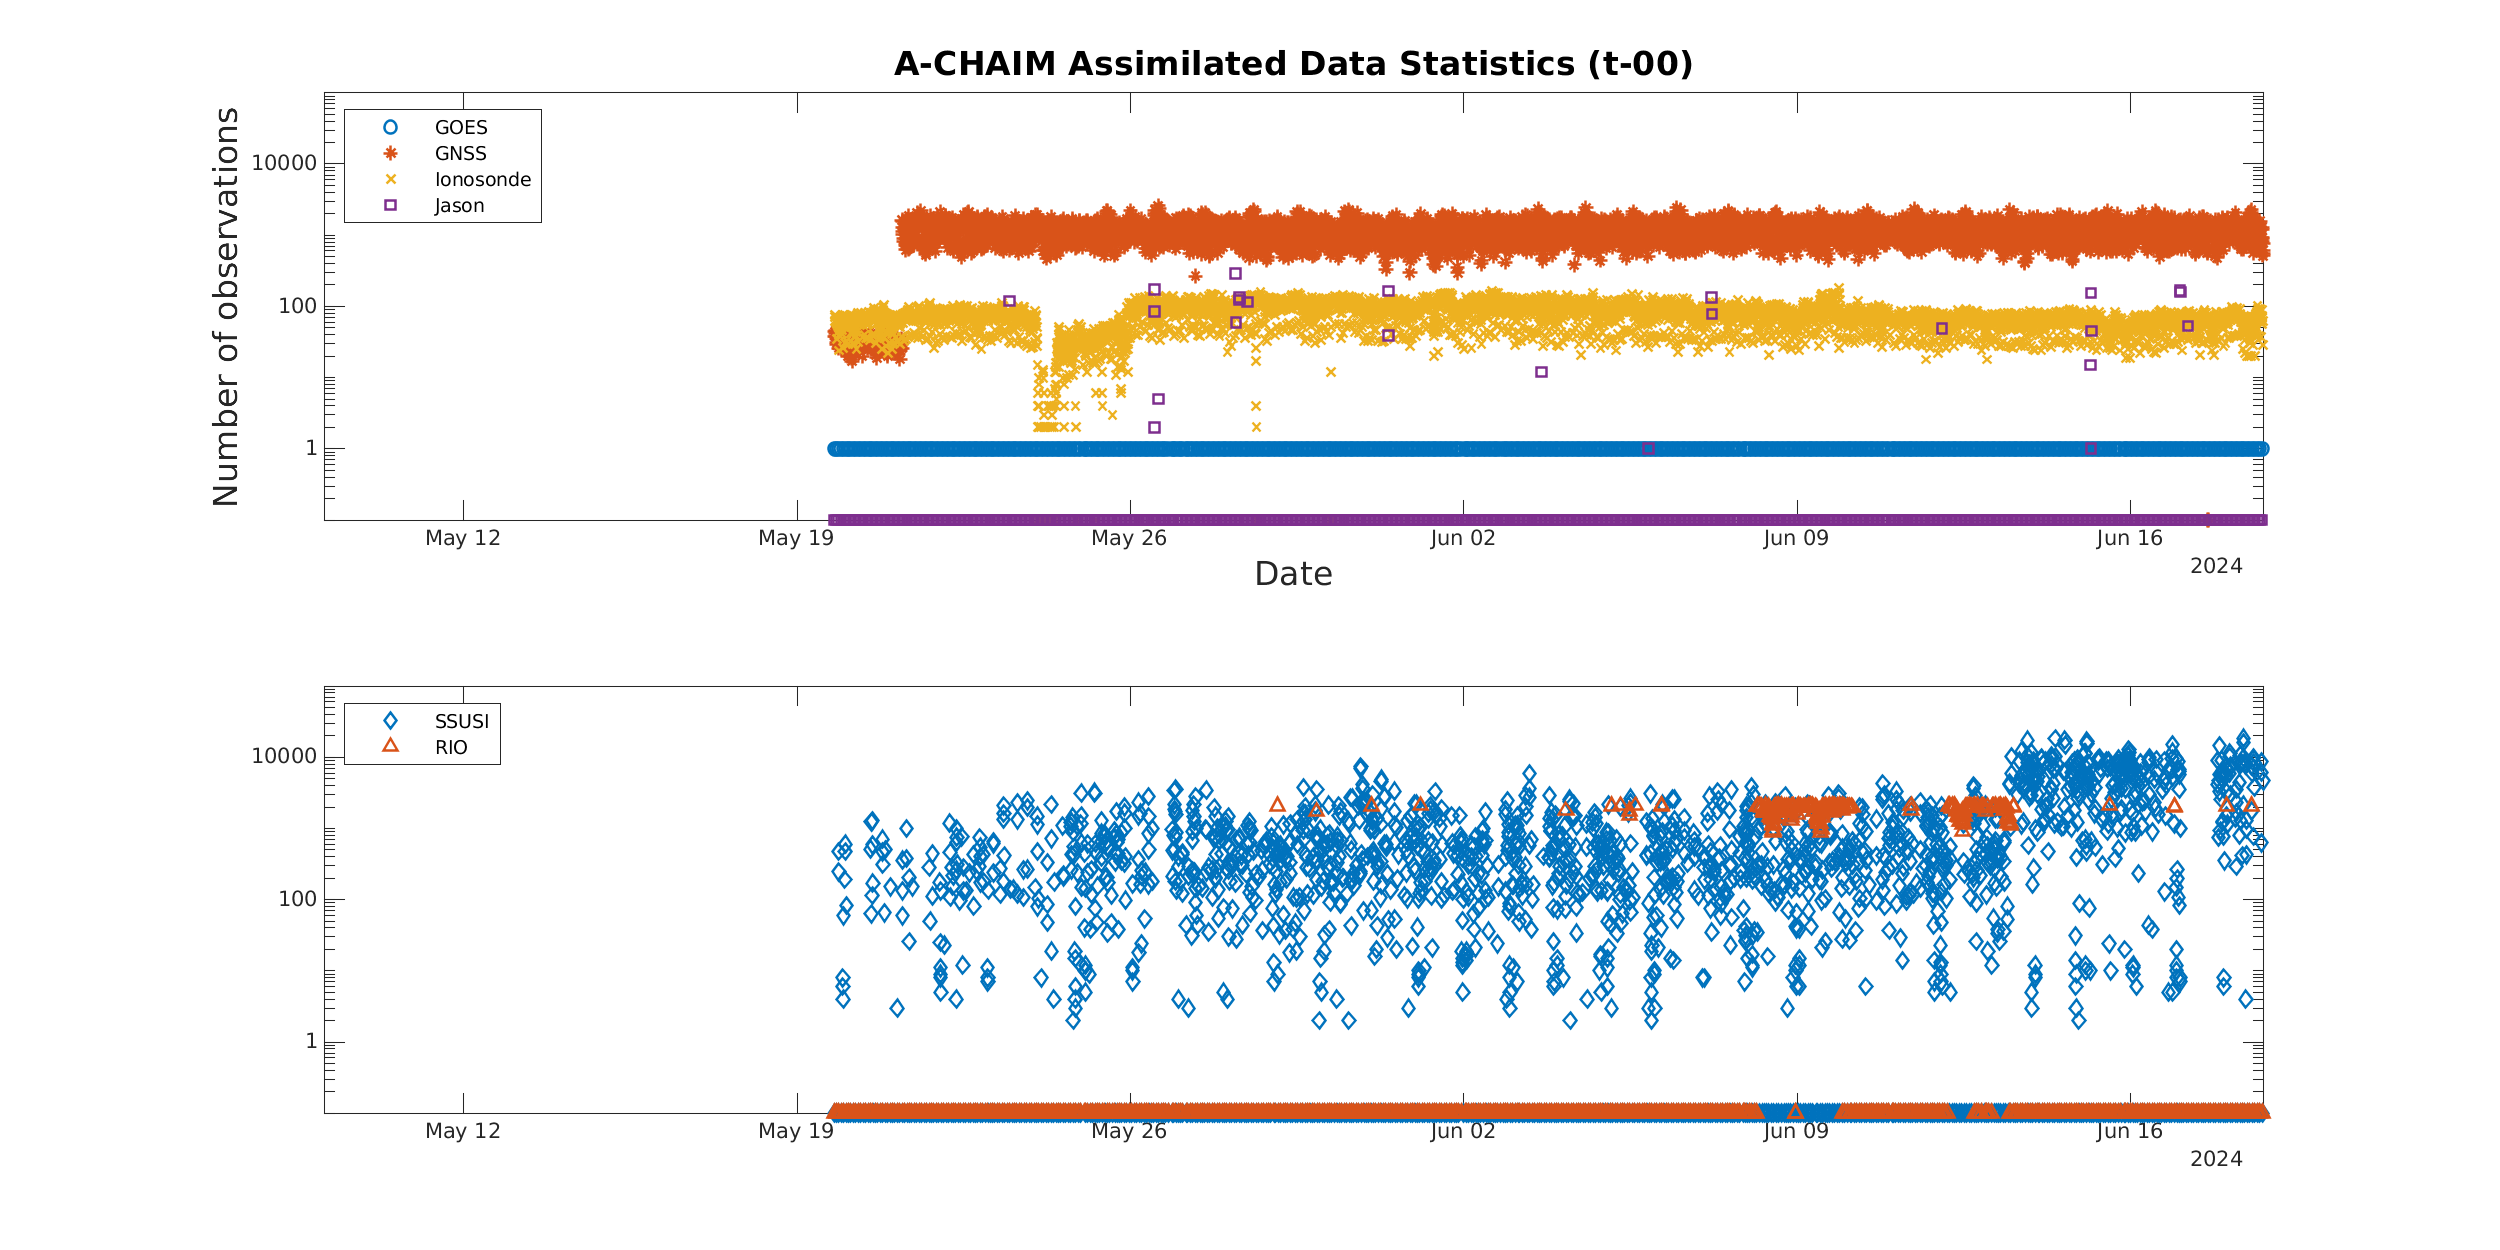 A-CHAIM Assimilated Data Statistics (t-00)
Number of observations
GOES
GNSS
Ionosonde
Jason
10000
100
1
May 12
May 19
May 26
Jun 02
Jun 09
Jun 16
2024
Date
SSUSI
RIO
10000
100
1
May 12
May 19
May 26
Jun 02
Jun 09
Jun 16
2024